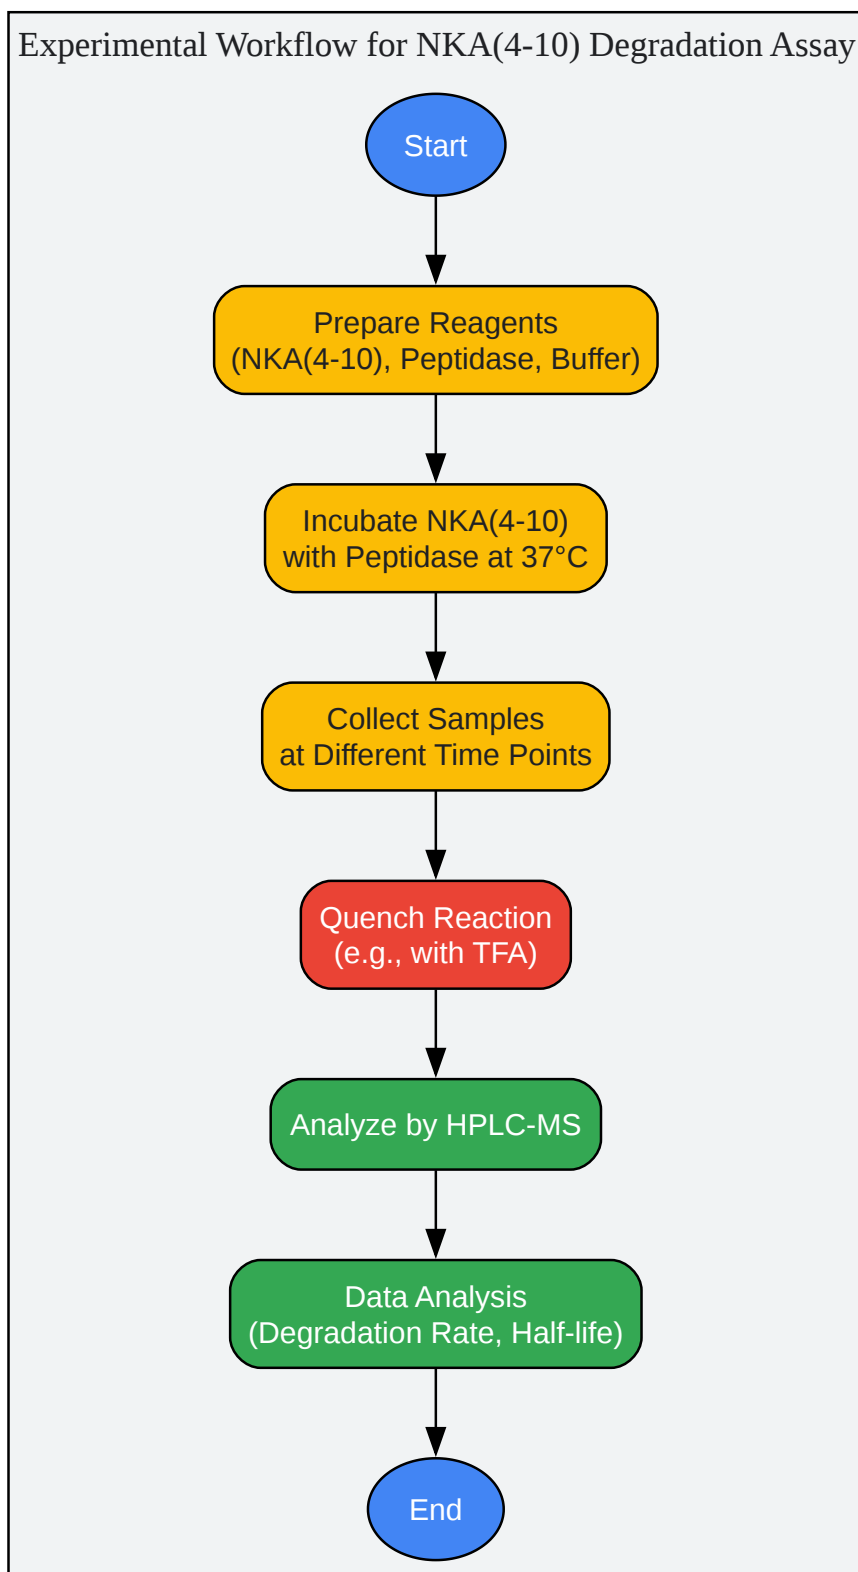 Experimental Workflow for NKA(4-10) Degradation Assay
Start
Prepare Reagents
(NKA(4-10), Peptidase, Buffer)
Incubate NKA(4-10)
with Peptidase at 37°C
Collect Samples
at Different Time Points
Quench Reaction
(e.g., with TFA)
Analyze by HPLC-MS
Data Analysis
(Degradation Rate, Half-life)
End